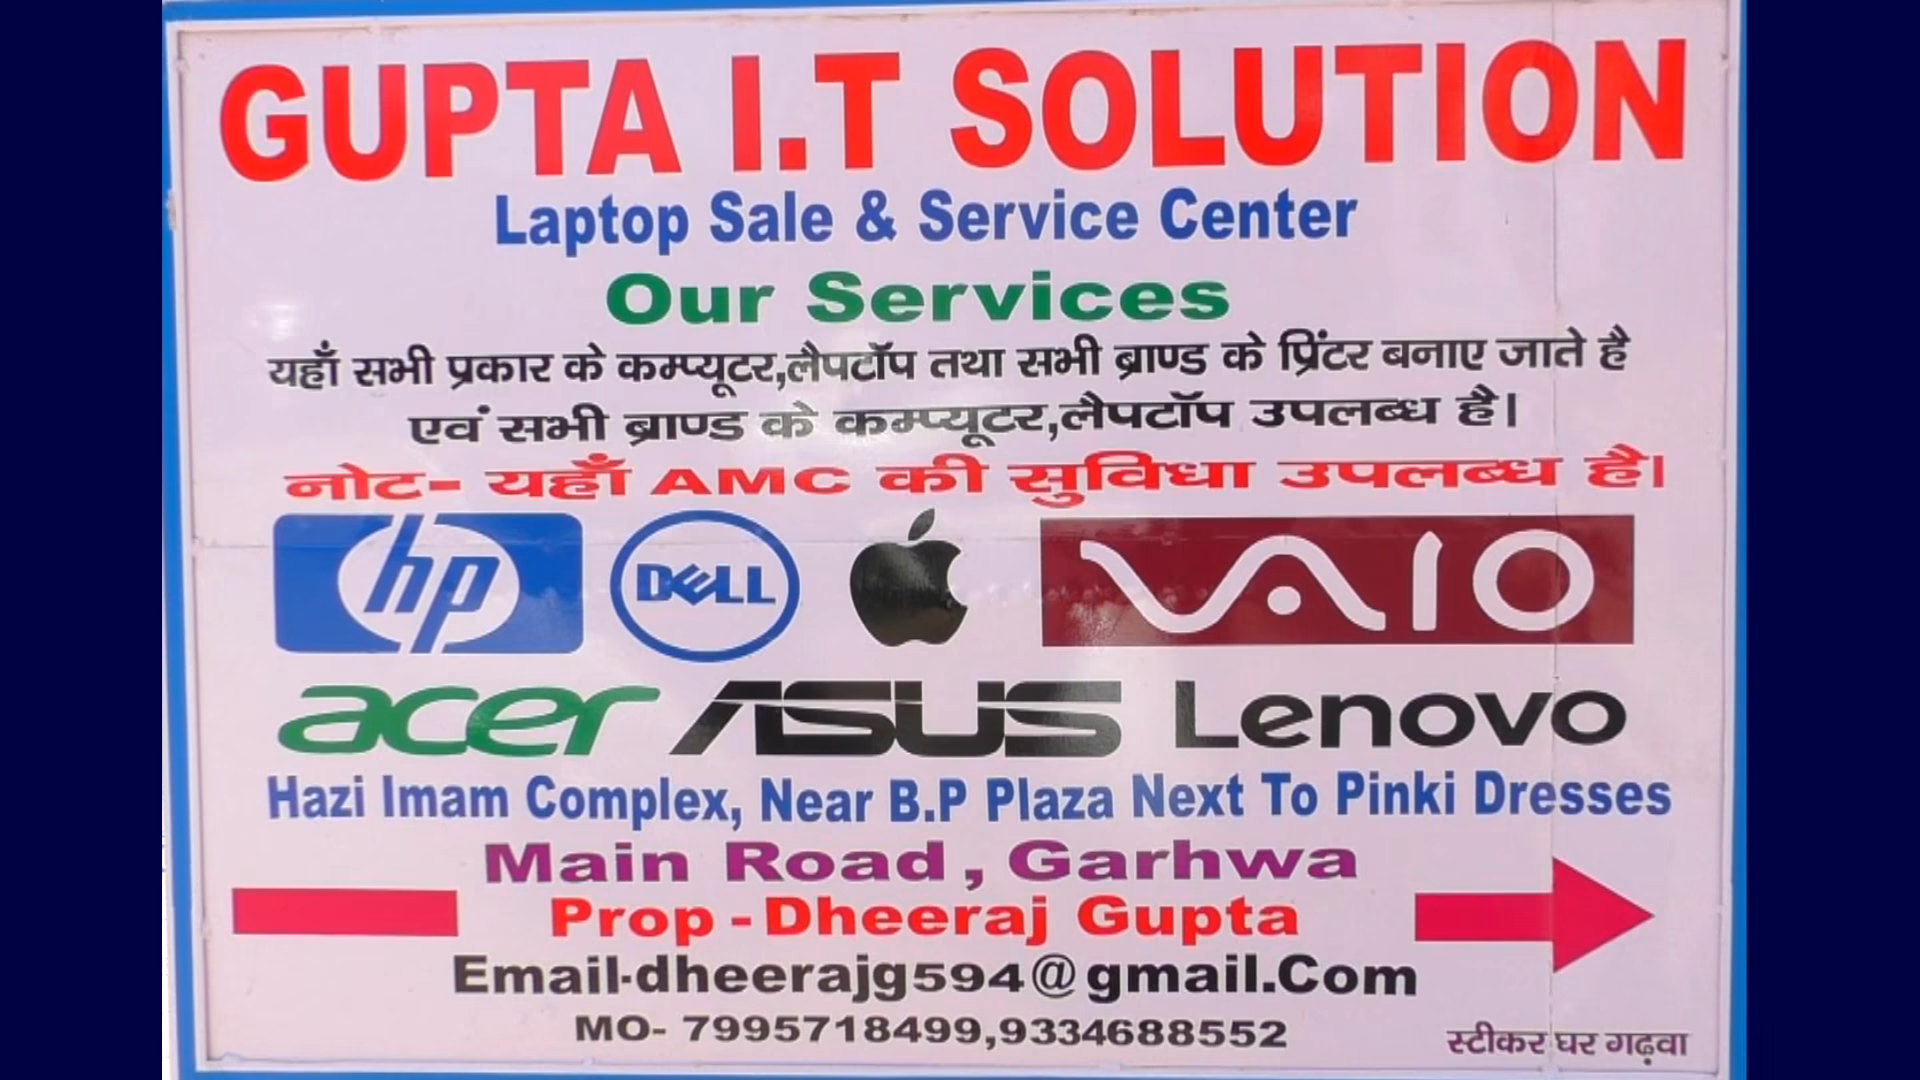 GUPTA I.T SOLUTION
Laptop Sale & Service Center
Our Services
यहाँ सभी प्रकार के कम्प्यूटर,लैपटॉप तथा सभी ब्राण्ड के प्रिंटर बनाए जाते है
एवं सभी ब्राण्ड के कम्प्यूटर,लैपटॉप उपलब्ध है।
नोट- यहाँ AMC की सुविधा उपलब्ध है।
hp DELL VAIO
acer ASUS Lenovo
Hazi Imam Complex, Near B.P Plaza Next To Pinki Dresses
Main Road, Garhwa
Prop - Dheeraj Gupta
Email-dheerajg594@gmail.Com
MO- 7995718499,9334688552
स्टीकर घर गढ़वा